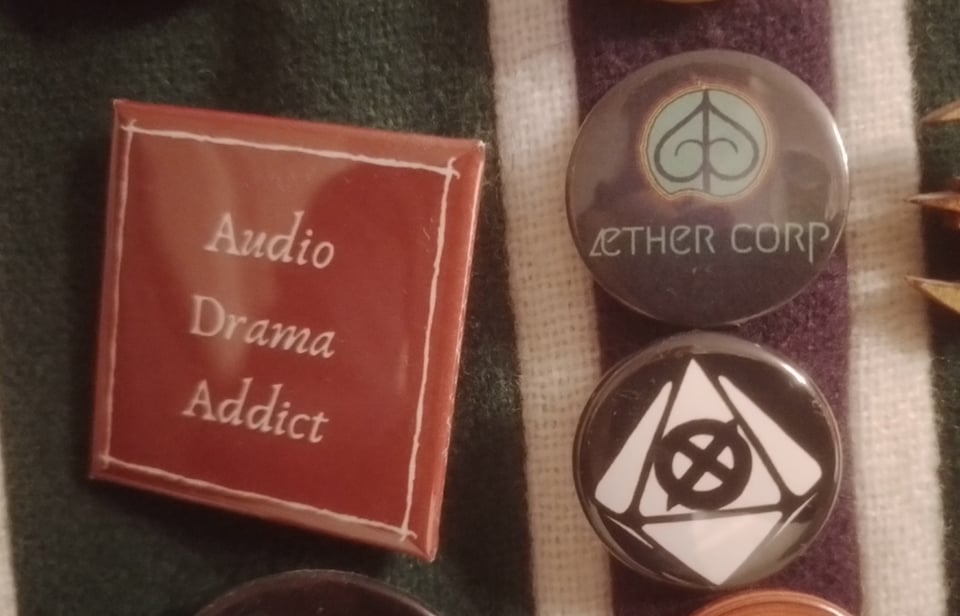 Audio
Drama
Addict
ÆTHER CORP